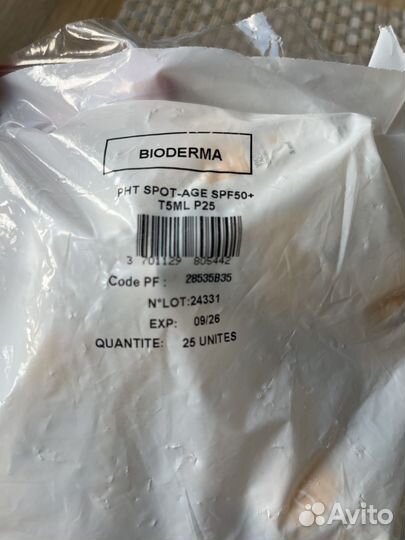 BIODERMA
PHT SPOT-AGE SPF50+
T5ML P25
3 701129 805442
Code PF : 28535B35
N°LOT:24331
EXP: 09/26
QUANTITE: 25 UNITES
Avito